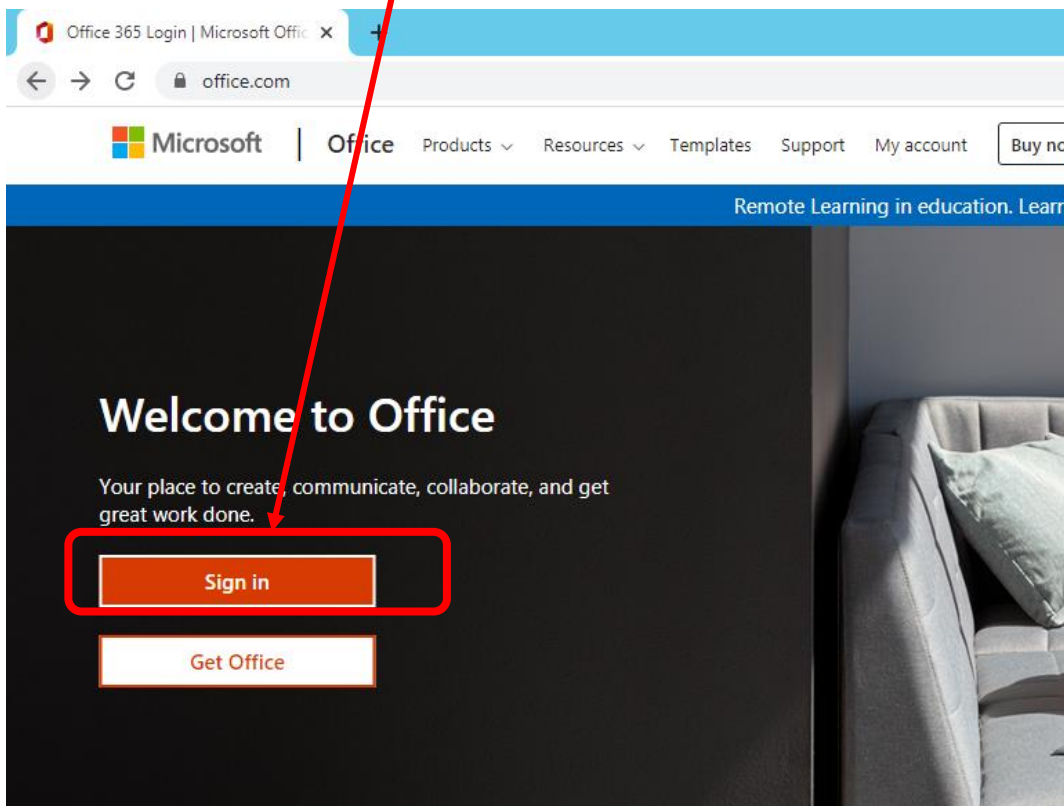 Office 365 Login | Microsoft Offic
office.com
Microsoft | Office Products Resources Templates Support My account Buy no
Remote Learning in education. Learn
Welcome to Office
Your place to create, communicate, collaborate, and get
great work done.
Sign in
Get Office